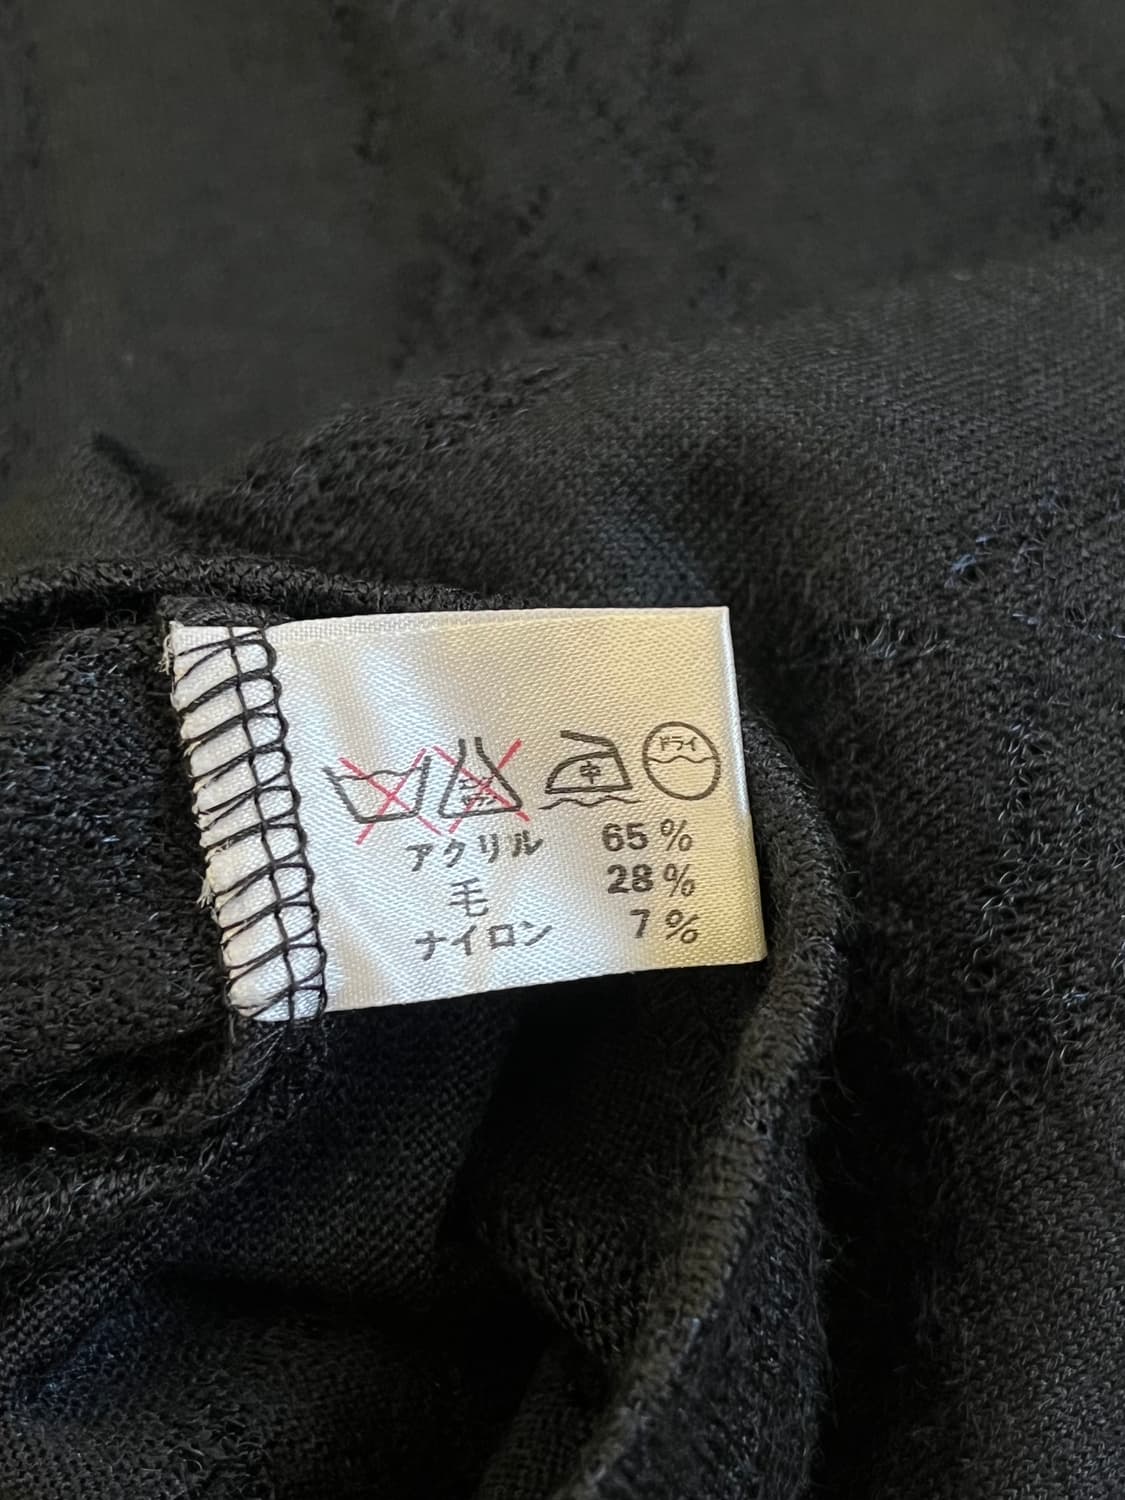 中 ドライ
アクリル 65%
毛 28%
ナイロン 7%